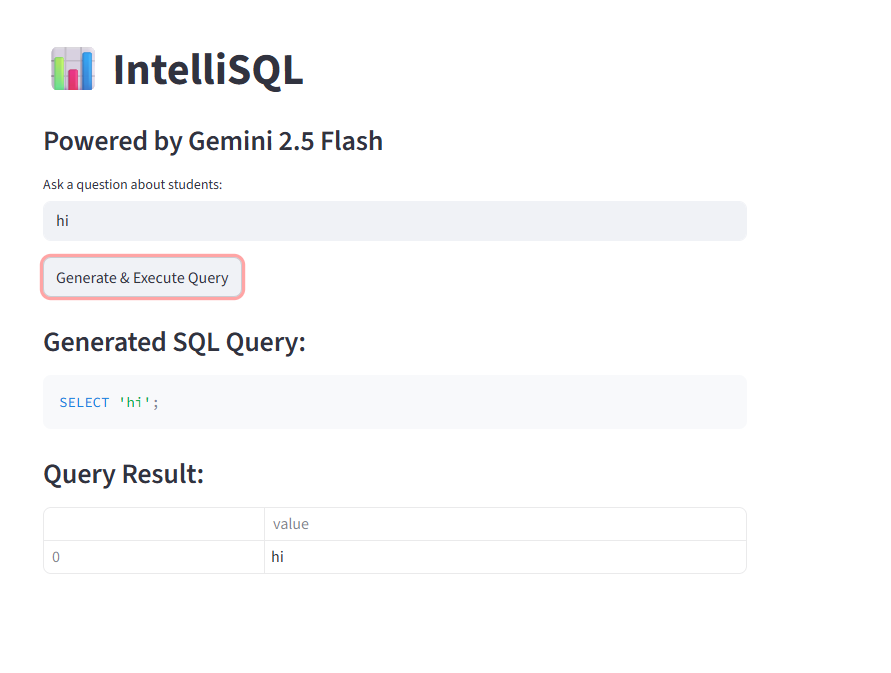 IntelliSQL
Powered by Gemini 2.5 Flash
Ask a question about students:
hi
Generate & Execute Query
Generated SQL Query:
SELECT 'hi';
Query Result:
value
0 hi